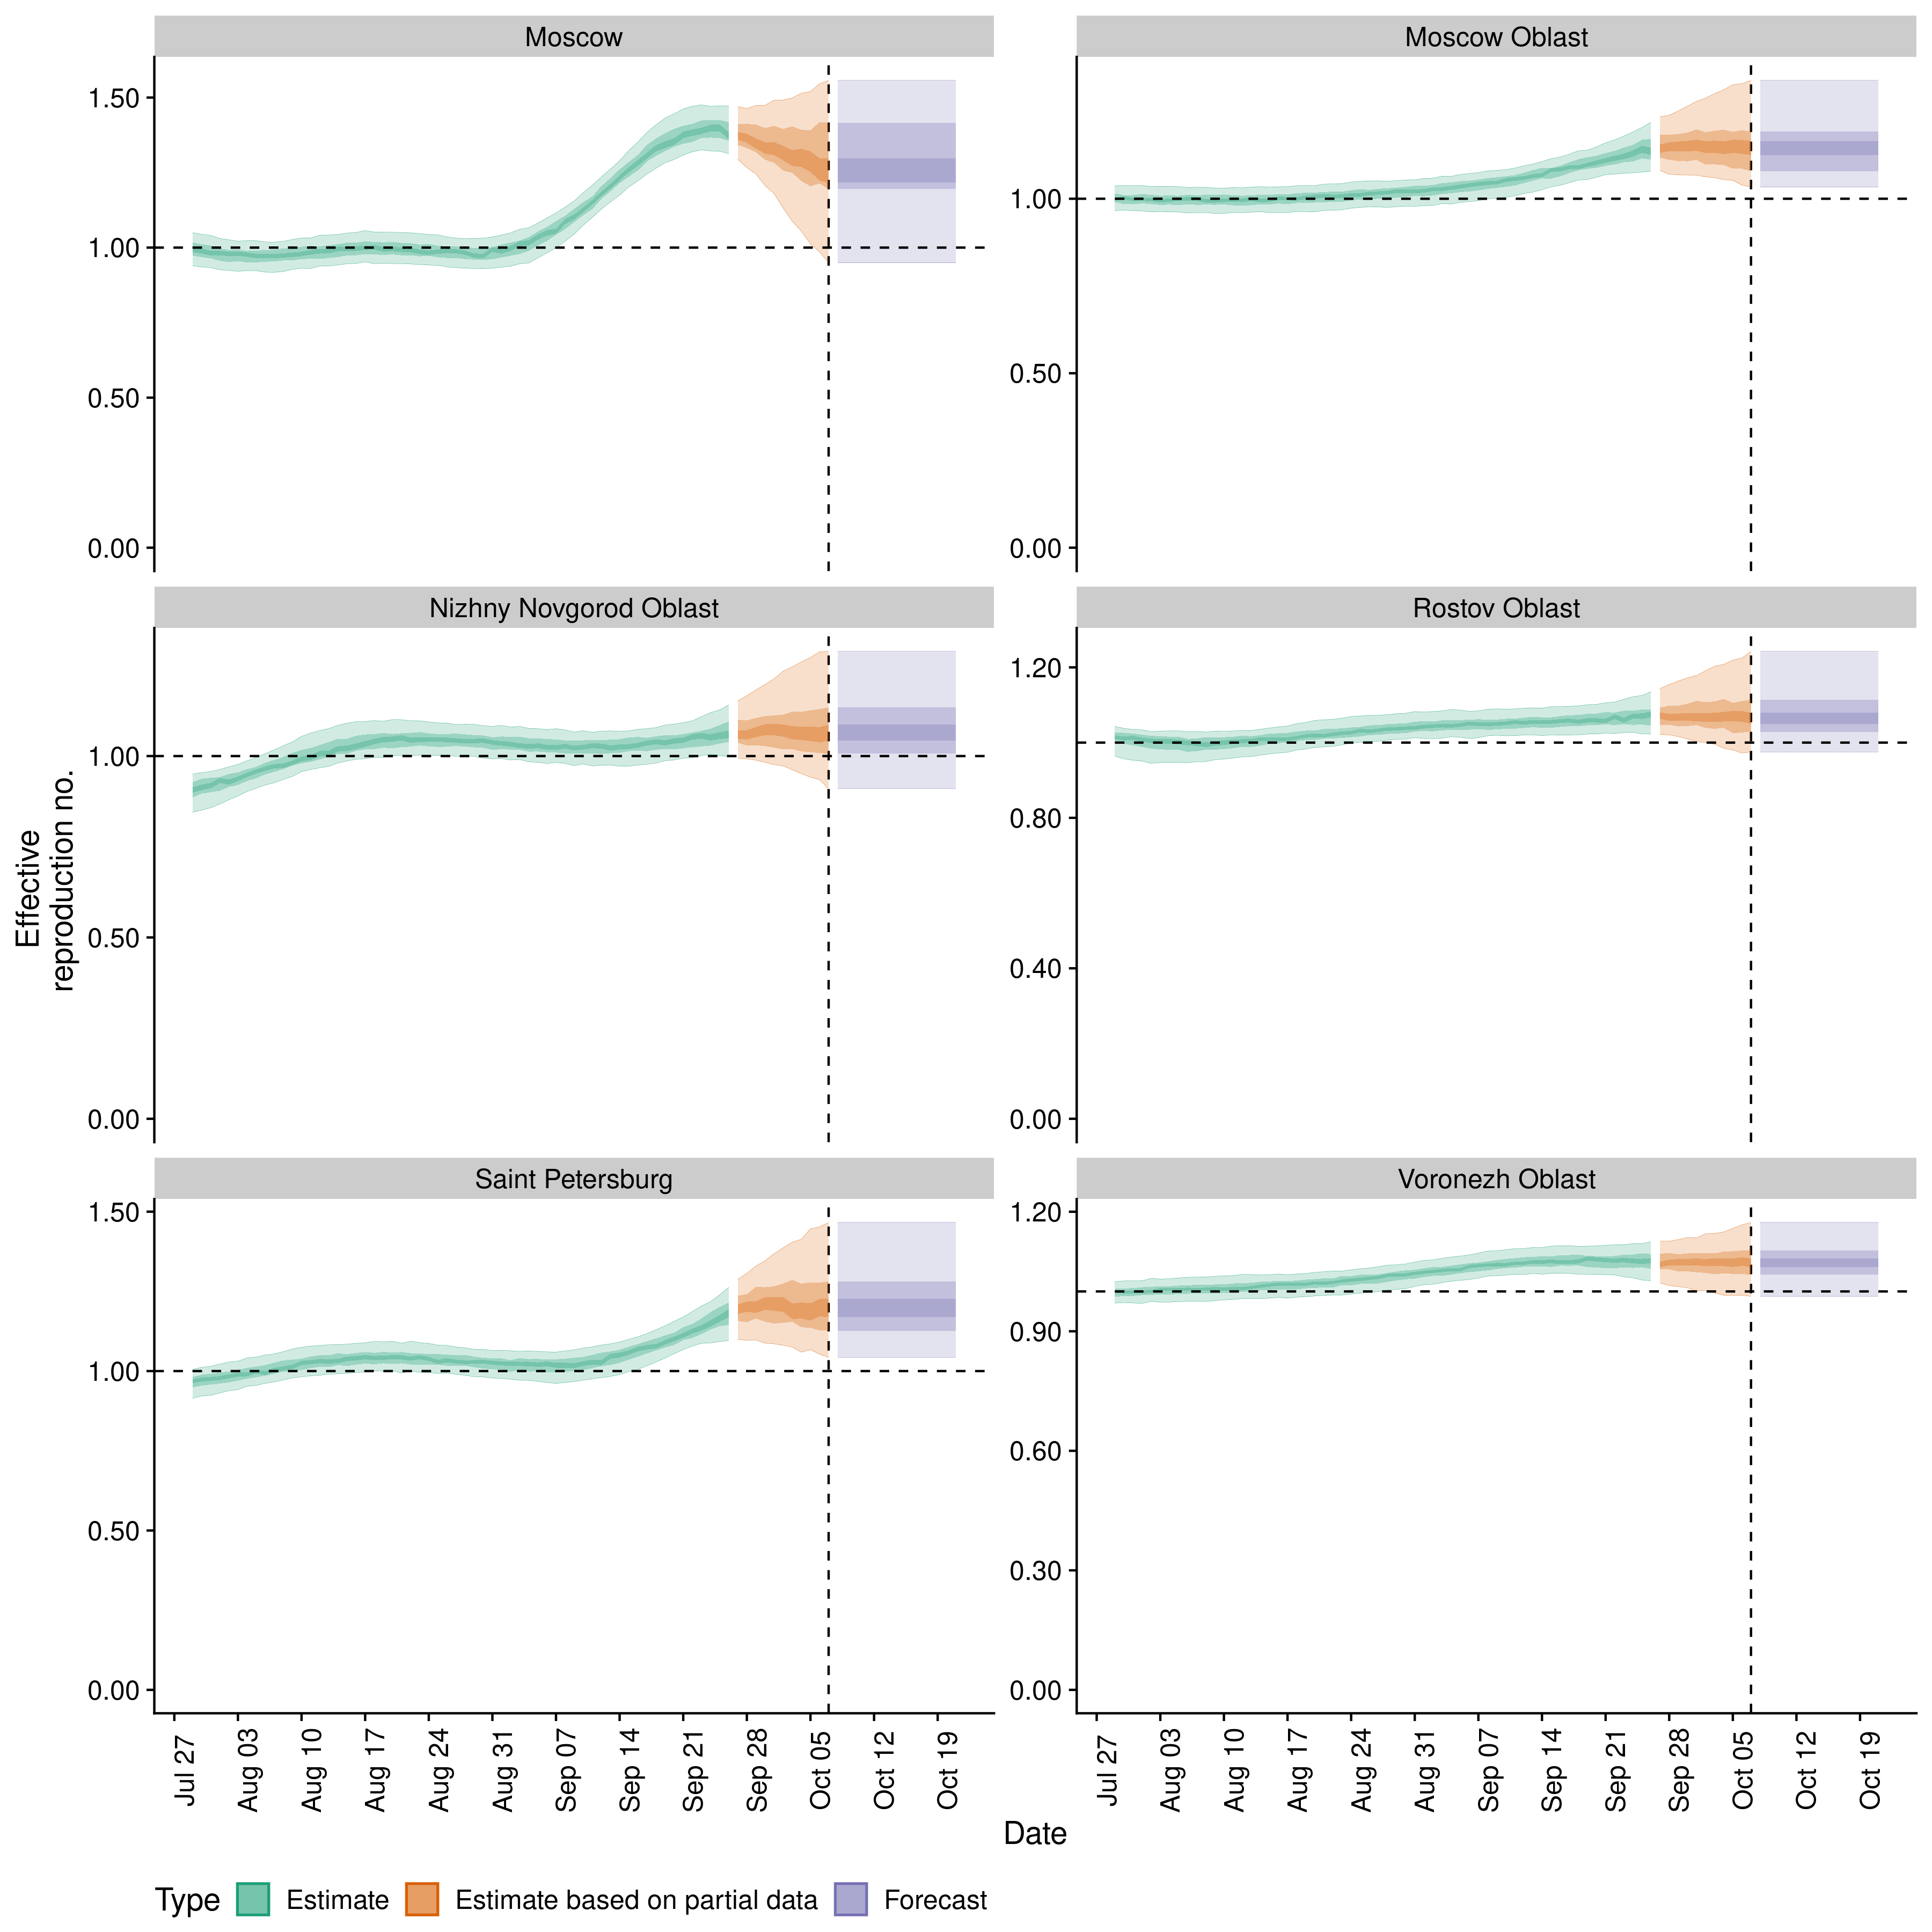 Moscow
Moscow Oblast
1.50
1.00
0.50
0.00
1.00
0.50
0.00
Nizhny Novgorod Oblast
Rostov Oblast
1.00
0.50
0.00
1.20
0.80
0.40
0.00
Effective
reproduction no.
Saint Petersburg
Voronezh Oblast
1.50
1.00
0.50
0.00
1.20
0.90
0.60
0.30
0.00
Jul 27
Aug 03
Aug 10
Aug 17
Aug 24
Aug 31
Sep 07
Sep 14
Sep 21
Sep 28
Oct 05
Oct 12
Oct 19
Jul 27
Aug 03
Aug 10
Aug 17
Aug 24
Aug 31
Sep 07
Sep 14
Sep 21
Sep 28
Oct 05
Oct 12
Oct 19
Date
Type Estimate Estimate based on partial data Forecast